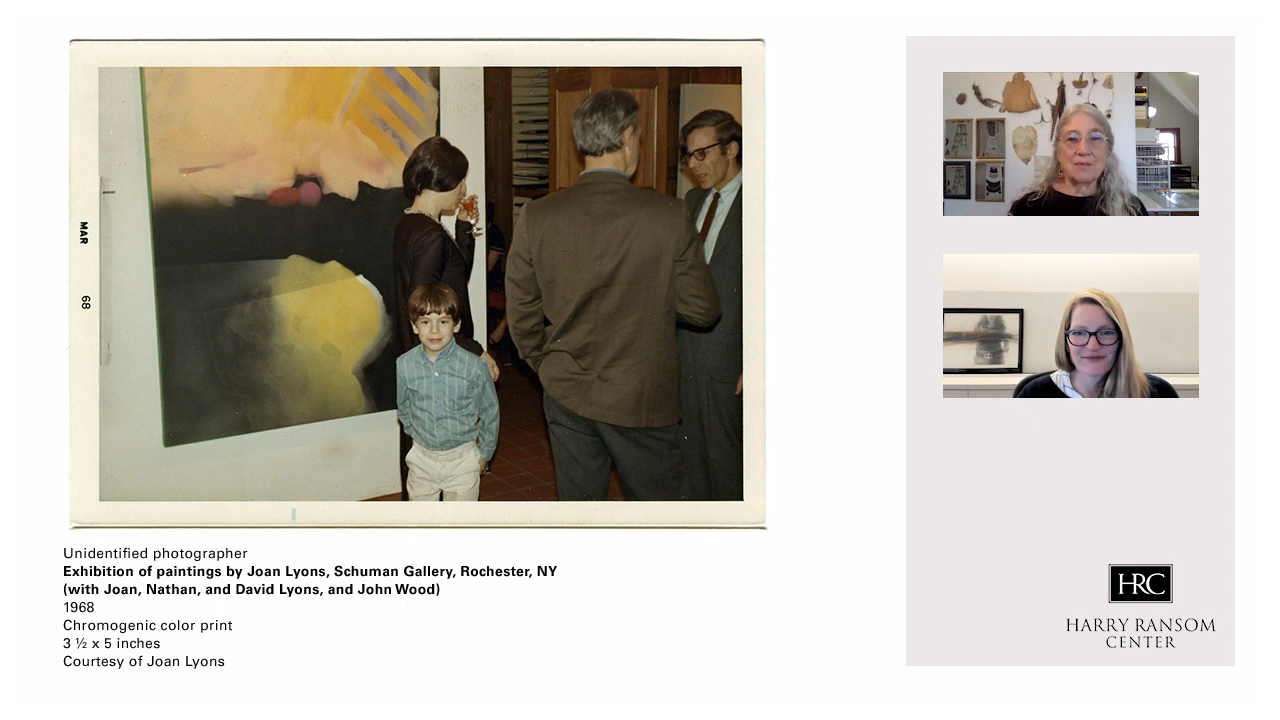 MAR
68
Unidentified photographer
Exhibition of paintings by Joan Lyons, Schuman Gallery, Rochester, NY
(with Joan, Nathan, and David Lyons, and John Wood)
1968
Chromogenic color print
3 ½ x 5 inches
Courtesy of Joan Lyons
HRC
HARRY RANSOM
CENTER